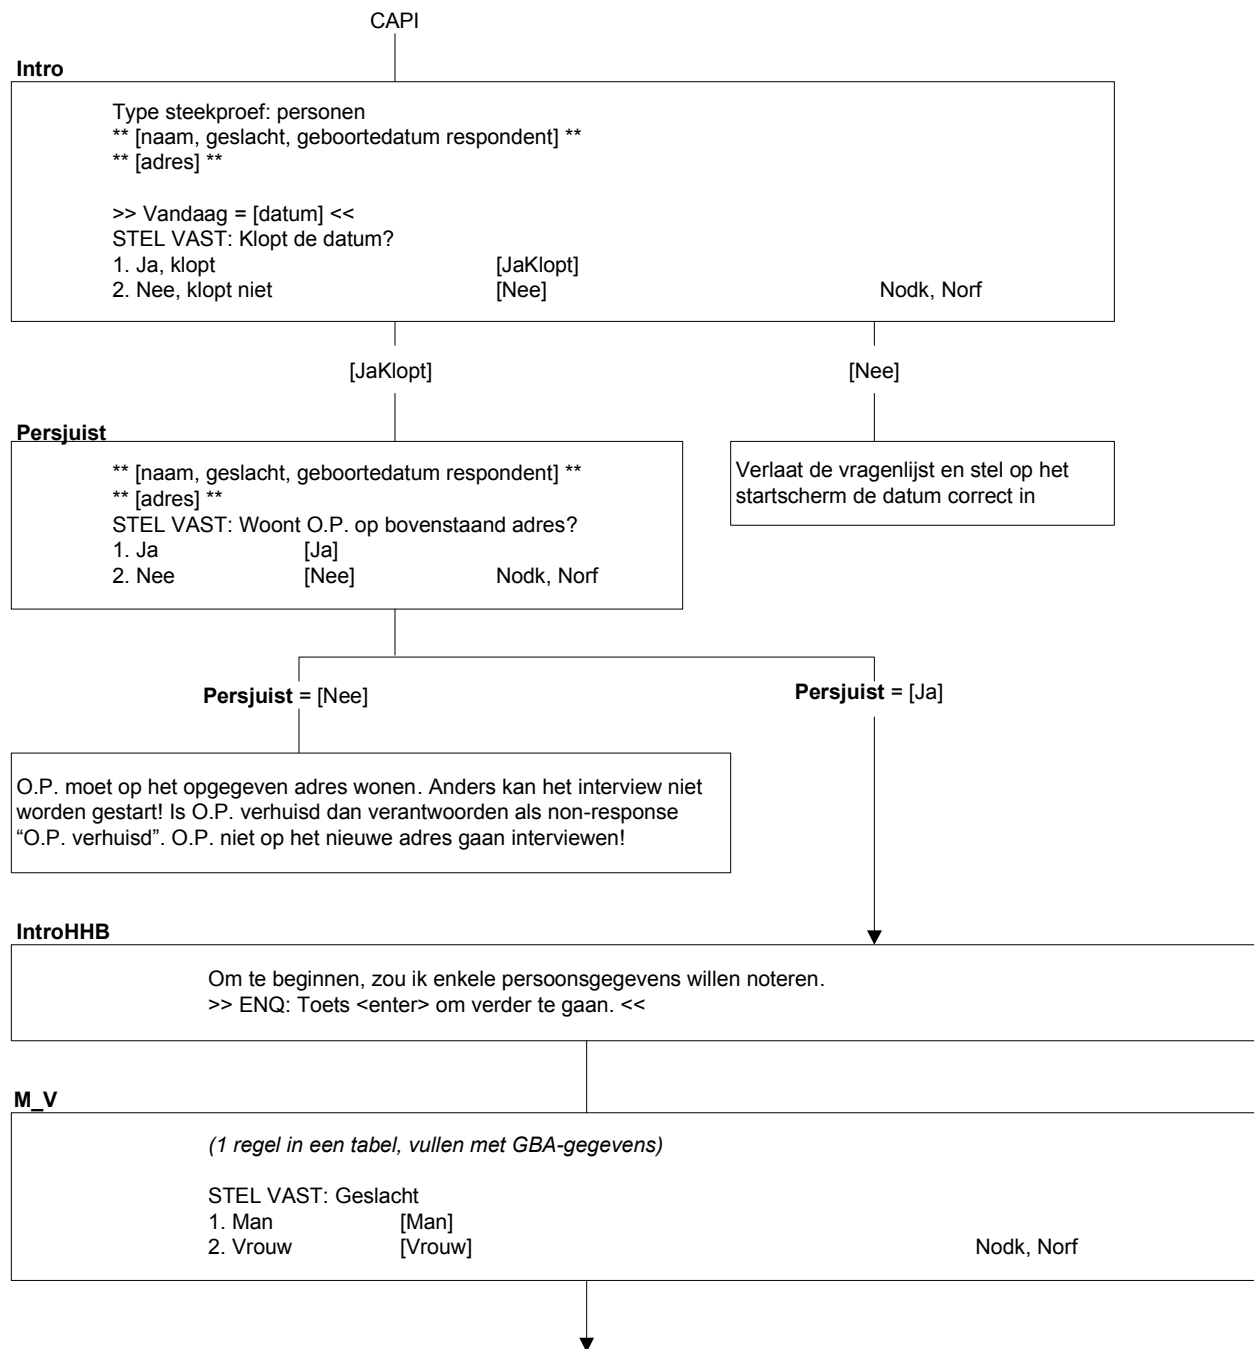 CAPI
Intro
Type steekproef: personen
** [naam, geslacht, geboortedatum respondent] **
** [adres] **
>> Vandaag = [datum] <<
STEL VAST: Klopt de datum?
1. Ja, klopt [JaKlopt]
2. Nee, klopt niet [Nee] Nodk, Norf
[JaKlopt] [Nee]
Persjuist
** [naam, geslacht, geboortedatum respondent] **
** [adres] **
STEL VAST: Woont O.P. op bovenstaand adres?
1. Ja [Ja]
2. Nee [Nee] Nodk, Norf
Verlaat de vragenlijst en stel op het
startscherm de datum correct in
Persjuist = [Nee]
Persjuist = [Ja]
O.P. moet op het opgegeven adres wonen. Anders kan het interview niet
worden gestart! Is O.P. verhuisd dan verantwoorden als non-response
“O.P. verhuisd”. O.P. niet op het nieuwe adres gaan interviewen!
IntroHHB
Om te beginnen, zou ik enkele persoonsgegevens willen noteren.
>> ENQ: Toets <enter> om verder te gaan. <<
M_V
(1 regel in een tabel, vullen met GBA-gegevens)
STEL VAST: Geslacht
1. Man [Man]
2. Vrouw [Vrouw] Nodk, Norf